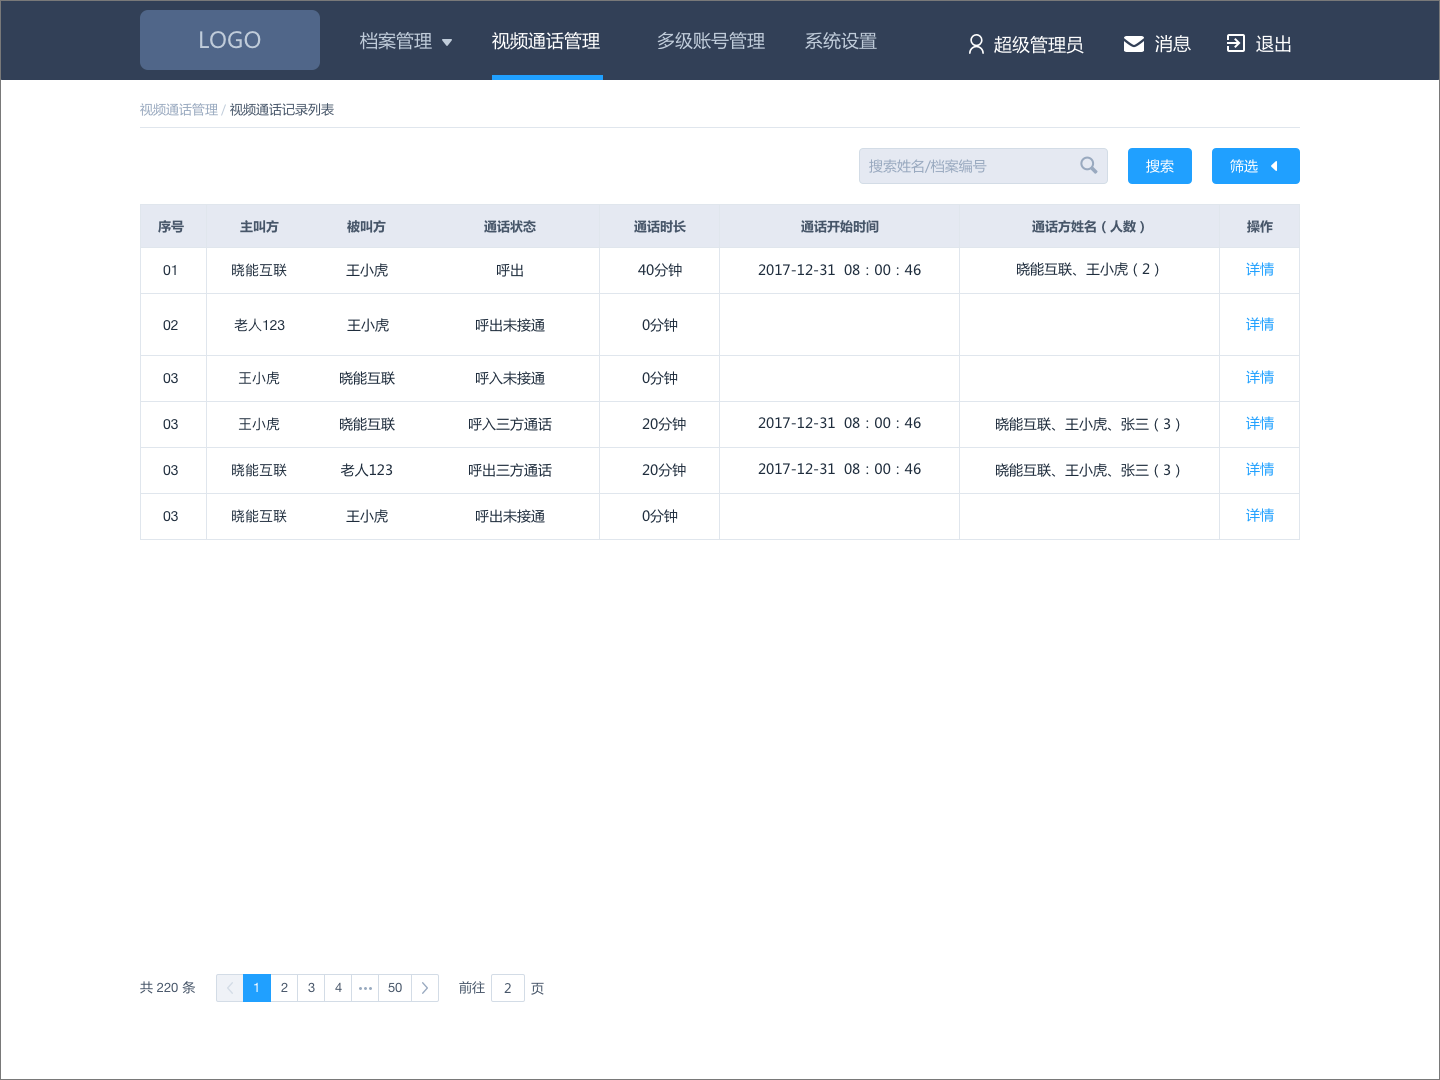 LOGO 档案管理 视频通话管理 多级账号管理 系统设置 超级管理员 消息 退出
视频通话管理 / 视频通话记录列表
搜索姓名/档案编号 搜索 筛选
序号 主叫方 被叫方 通话状态 通话时长 通话开始时间 通话方姓名（人数） 操作
01 晓能互联 王小虎 呼出 40分钟 2017-12-31 08：00：46 晓能互联、王小虎（2） 详情
02 老人123 王小虎 呼出未接通 0分钟 详情
03 王小虎 晓能互联 呼入未接通 0分钟 详情
03 王小虎 晓能互联 呼入三方通话 20分钟 2017-12-31 08：00：46 晓能互联、王小虎、张三（3） 详情
03 晓能互联 老人123 呼出三方通话 20分钟 2017-12-31 08：00：46 晓能互联、王小虎、张三（3） 详情
03 晓能互联 王小虎 呼出未接通 0分钟 详情
共 220 条 1 2 3 4 ••• 50 前往 2 页